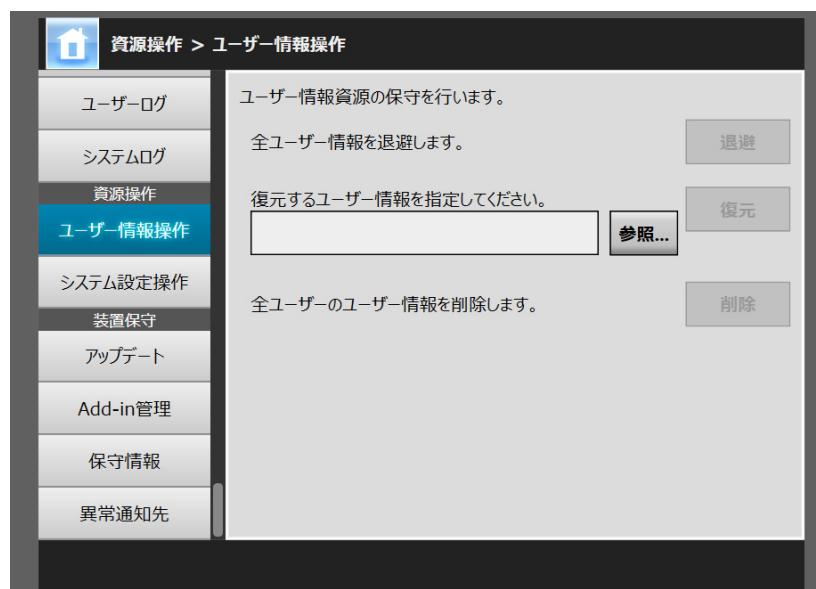 資源操作 > ユーザー情報操作
ユーザーログ
システムログ
資源操作
ユーザー情報操作
システム設定操作
装置保守
アップデート
Add-in管理
保守情報
異常通知先
ユーザー情報資源の保守を行います。
全ユーザー情報を退避します。
退避
復元するユーザー情報を指定してください。
復元
参照...
全ユーザーのユーザー情報を削除します。
削除